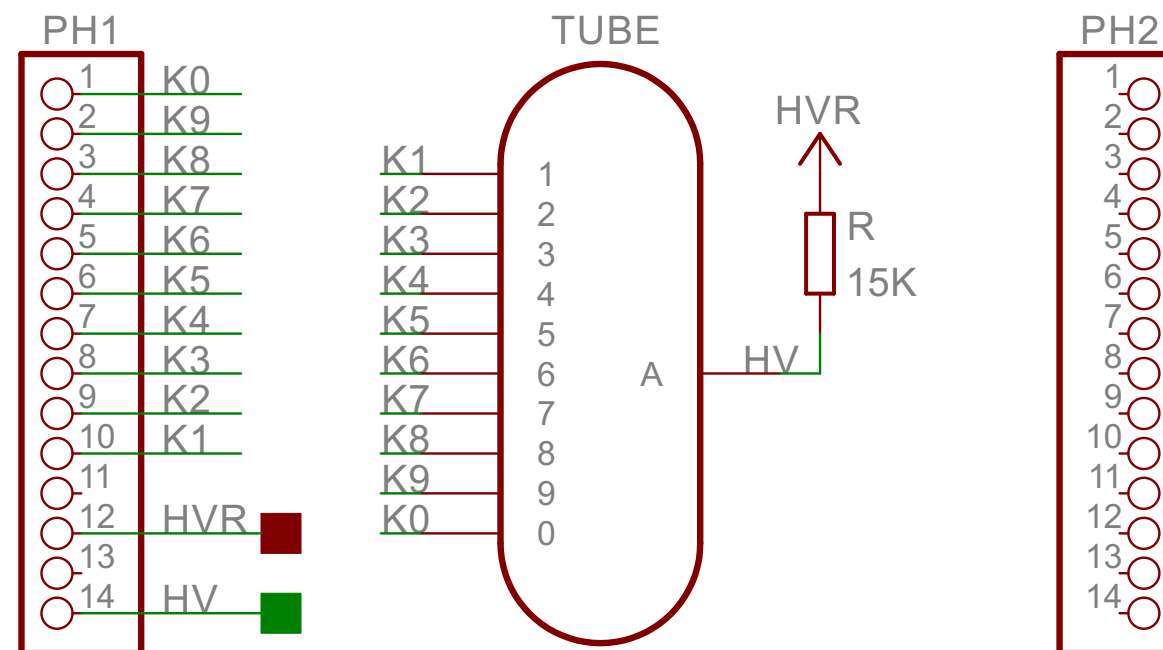 PH1
1 K0
2 K9
3 K8
4 K7
5 K6
6 K5
7 K4
8 K3
9 K2
10 K1
11
12 HVR
13
14 HV
TUBE
K1 1
K2 2
K3 3
K4 4
K5 5
K6 6
K7 7
K8 8
K9 9
K0 0
A HV
HVR
R
15K
PH2
1
2
3
4
5
6
7
8
9
10
11
12
13
14